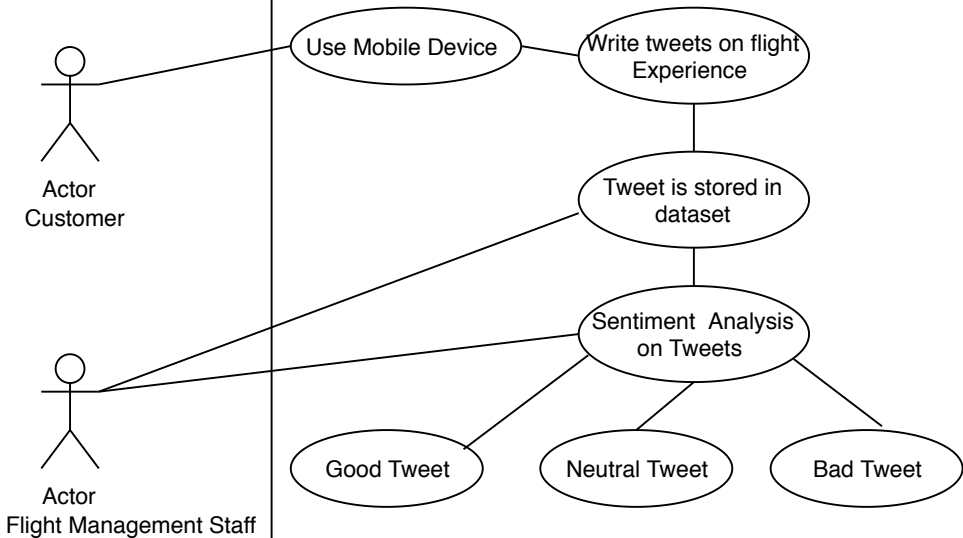 Use Mobile Device
Write tweets on flight
Experience
Actor
Customer
Tweet is stored in
dataset
Sentiment  Analysis
on Tweets
Good Tweet
Neutral Tweet
Bad Tweet
Actor
Flight Management Staff